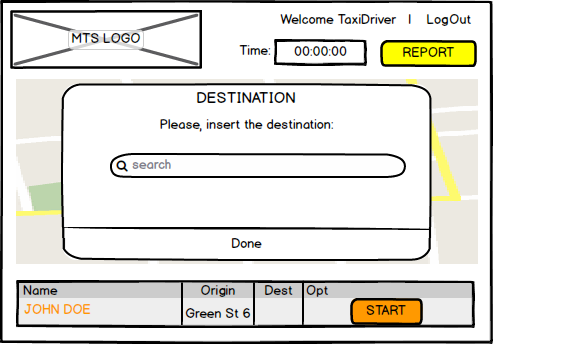 MTS LOGO
Welcome TaxiDriver | LogOut
Time: 00:00:00 REPORT
DESTINATION
Please, insert the destination:
search
Done
Name Origin Dest Opt
JOHN DOE Green St 6 START